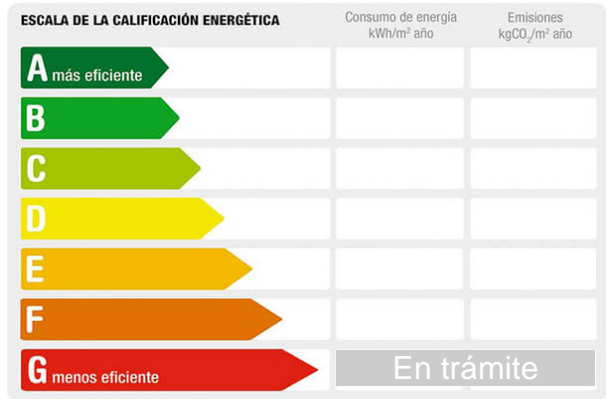 ESCALA DE LA CALIFICACIÓN ENERGÉTICA
Consumo de energía
kWh/m² año
Emisiones
kgCO₂/m² año
A más eficiente
B
C
D
E
F
G menos eficiente
En trámite